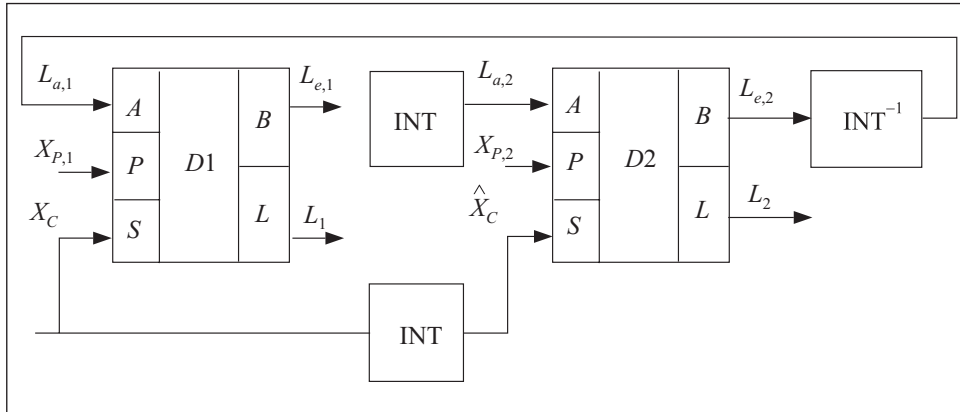 L_{a,1}
A
X_{P,1}
P
X_C
S
D1
B
L
L_{e,1}
L_1
INT
L_{a,2}
A
X_{P,2}
P
\hat{X}_C
S
D2
B
L
L_{e,2}
L_2
INT^{-1}
INT